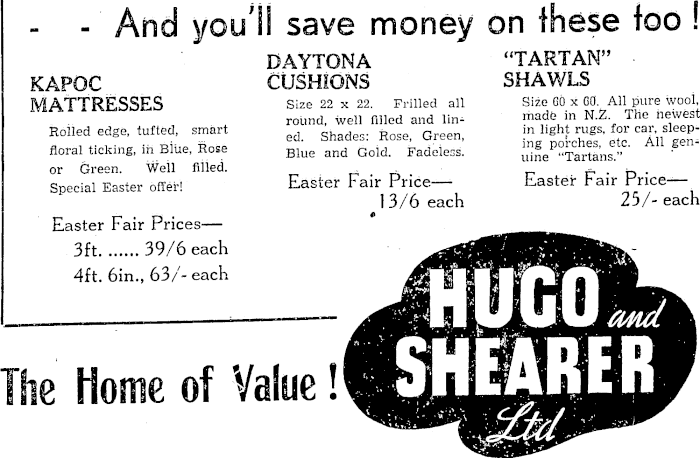 - - And you'll save money on these too!
KAPOC
MATTRESSES
Rolled edge, tufted, smart
floral ticking, in Blue, Rose
or Green. Well filled.
Special Easter offer!
Easter Fair Prices—
3ft. ...... 39/6 each
4ft. 6in., 63/- each
DAYTONA
CUSHIONS
Size 22 x 22. Frilled all
round, well filled and lin-
ed. Shades: Rose, Green,
Blue and Gold. Fadeless.
Easter Fair Price—
13/6 each
"TARTAN"
SHAWLS
Size 60 x 60. All pure wool,
made in N.Z. The newest
in light rugs, for car, sleep-
ing porches, etc. All gen-
uine "Tartans."
Easter Fair Price—
25/- each
The Home of Value!
HUGO and
SHEARER
Ltd